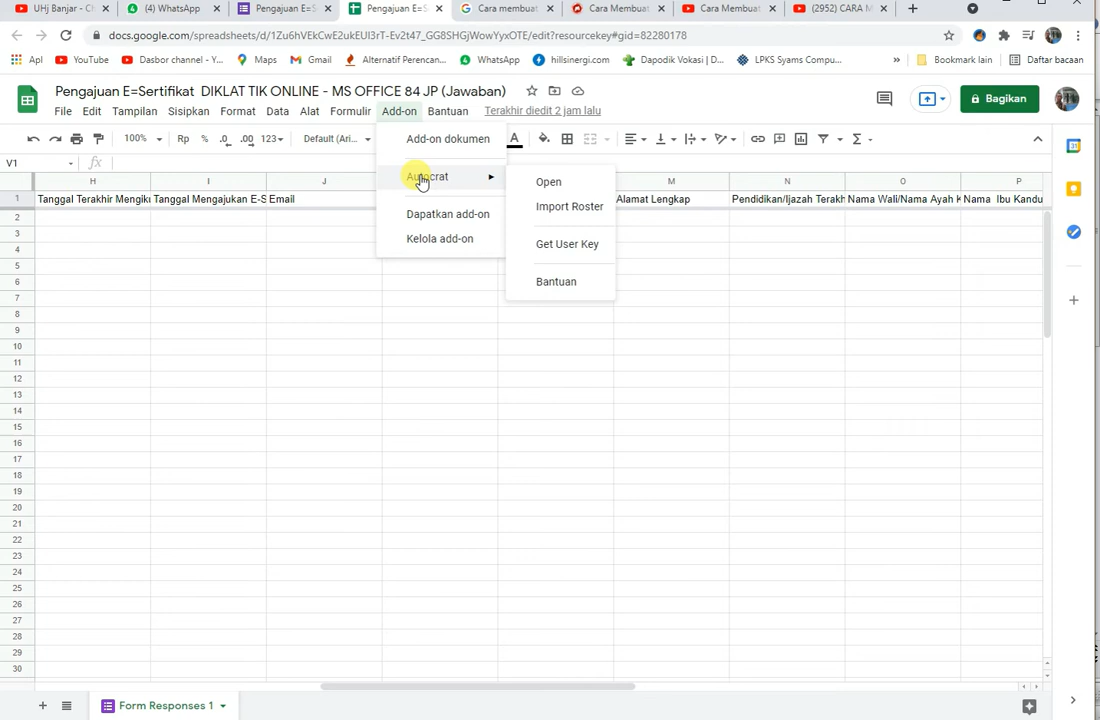 UHj Banjar - Ch
(4) WhatsApp
Pengajuan E=S
Pengajuan E=S
Cara membuat
Cara Membuat
Cara Membuat
(2952) CARA M
docs.google.com/spreadsheets/d/1Zu6hVEkCwE2ukEUI3rT-Ev2t47_GG8SHGjWowYyxOTE/edit?resourcekey#gid=82280178
Apl
YouTube
Dasbor channel - Y...
Maps
Gmail
Alternatif Perencan...
WhatsApp
hillsinergi.com
Dapodik Vokasi | D...
LPKS Syams Compu...
»
Bookmark lain
Daftar bacaan
Pengajuan E=Sertifikat DIKLAT TIK ONLINE - MS OFFICE 84 JP (Jawaban)
File Edit Tampilan Sisipkan Format Data Alat Formulir Add-on Bantuan Terakhir diedit 2 jam lalu
Bagikan
100% Rp % .0 .00 123 Default (Ari...
A
V1
fx
H I J M N O P
1 Tanggal Terakhir Mengiku Tanggal Mengajukan E-S Email Alamat Lengkap Pendidikan/Ijazah Terakh Nama Wali/Nama Ayah K Nama Ibu Kandu
2
3
4
5
6
7
8
9
10
11
12
13
14
15
16
17
18
19
20
21
22
23
24
25
26
27
28
29
30
Add-on dokumen
Autocrat
Dapatkan add-on
Kelola add-on
Open
Import Roster
Get User Key
Bantuan
31
Form Responses 1